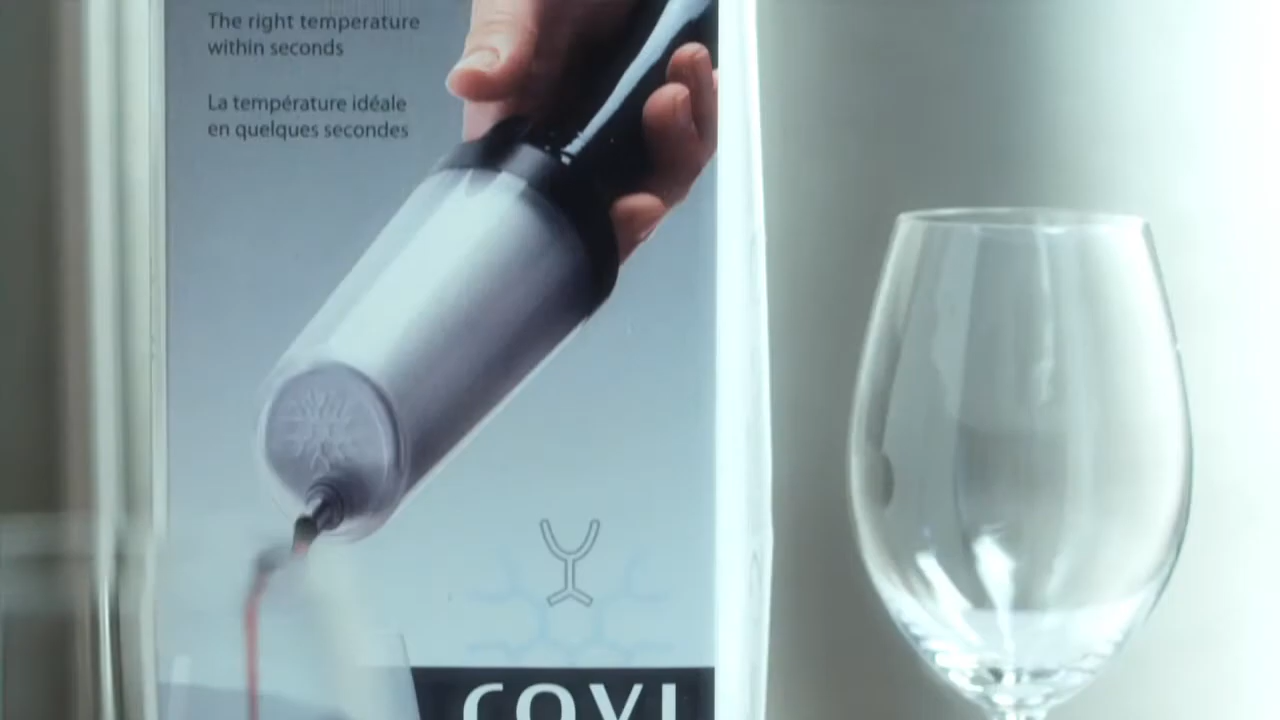 The right temperature
within seconds
La température idéale
en quelques secondes